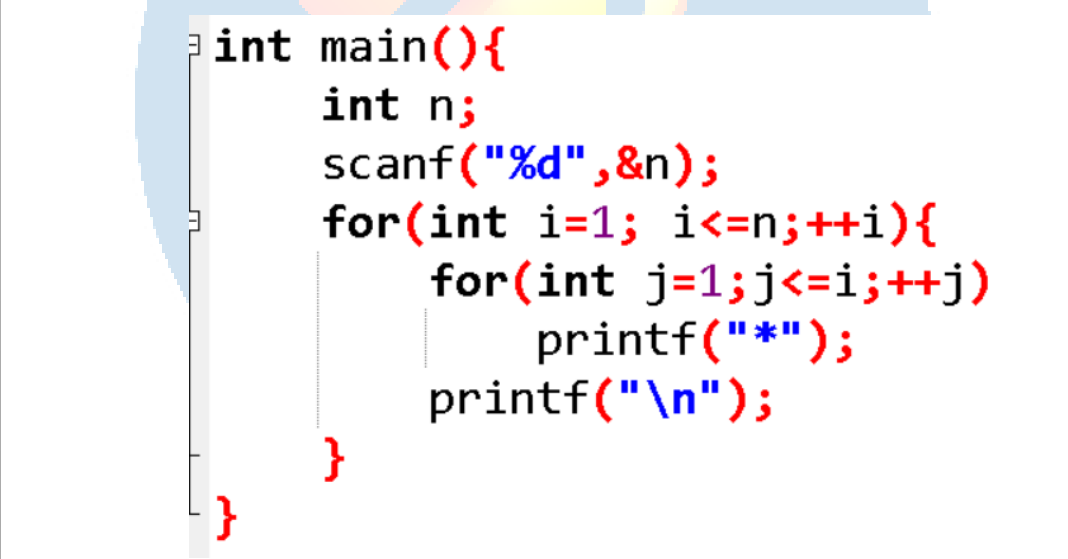 int main(){
int n;
scanf("%d",&n);
for(int i=1; i<=n;++i){
for(int j=1;j<=i;++j)
printf("*");
printf("\n");
}
}